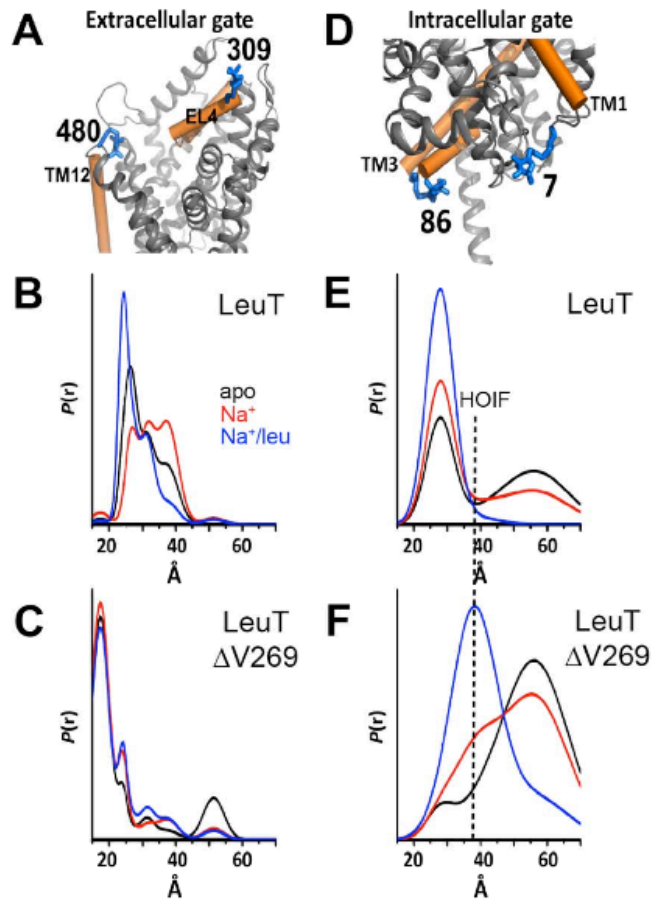 A
Extracellular gate
309
EL4
480
TM12
D
Intracellular gate
TM1
TM3
7
86
B
LeuT
apo
Na⁺
Na⁺/leu
P(r)
20 40 60
Å
E
LeuT
HOIF
P(r)
20 40 60
Å
C
LeuT
ΔV269
P(r)
20 40 60
Å
F
LeuT
ΔV269
P(r)
20 40 60
Å